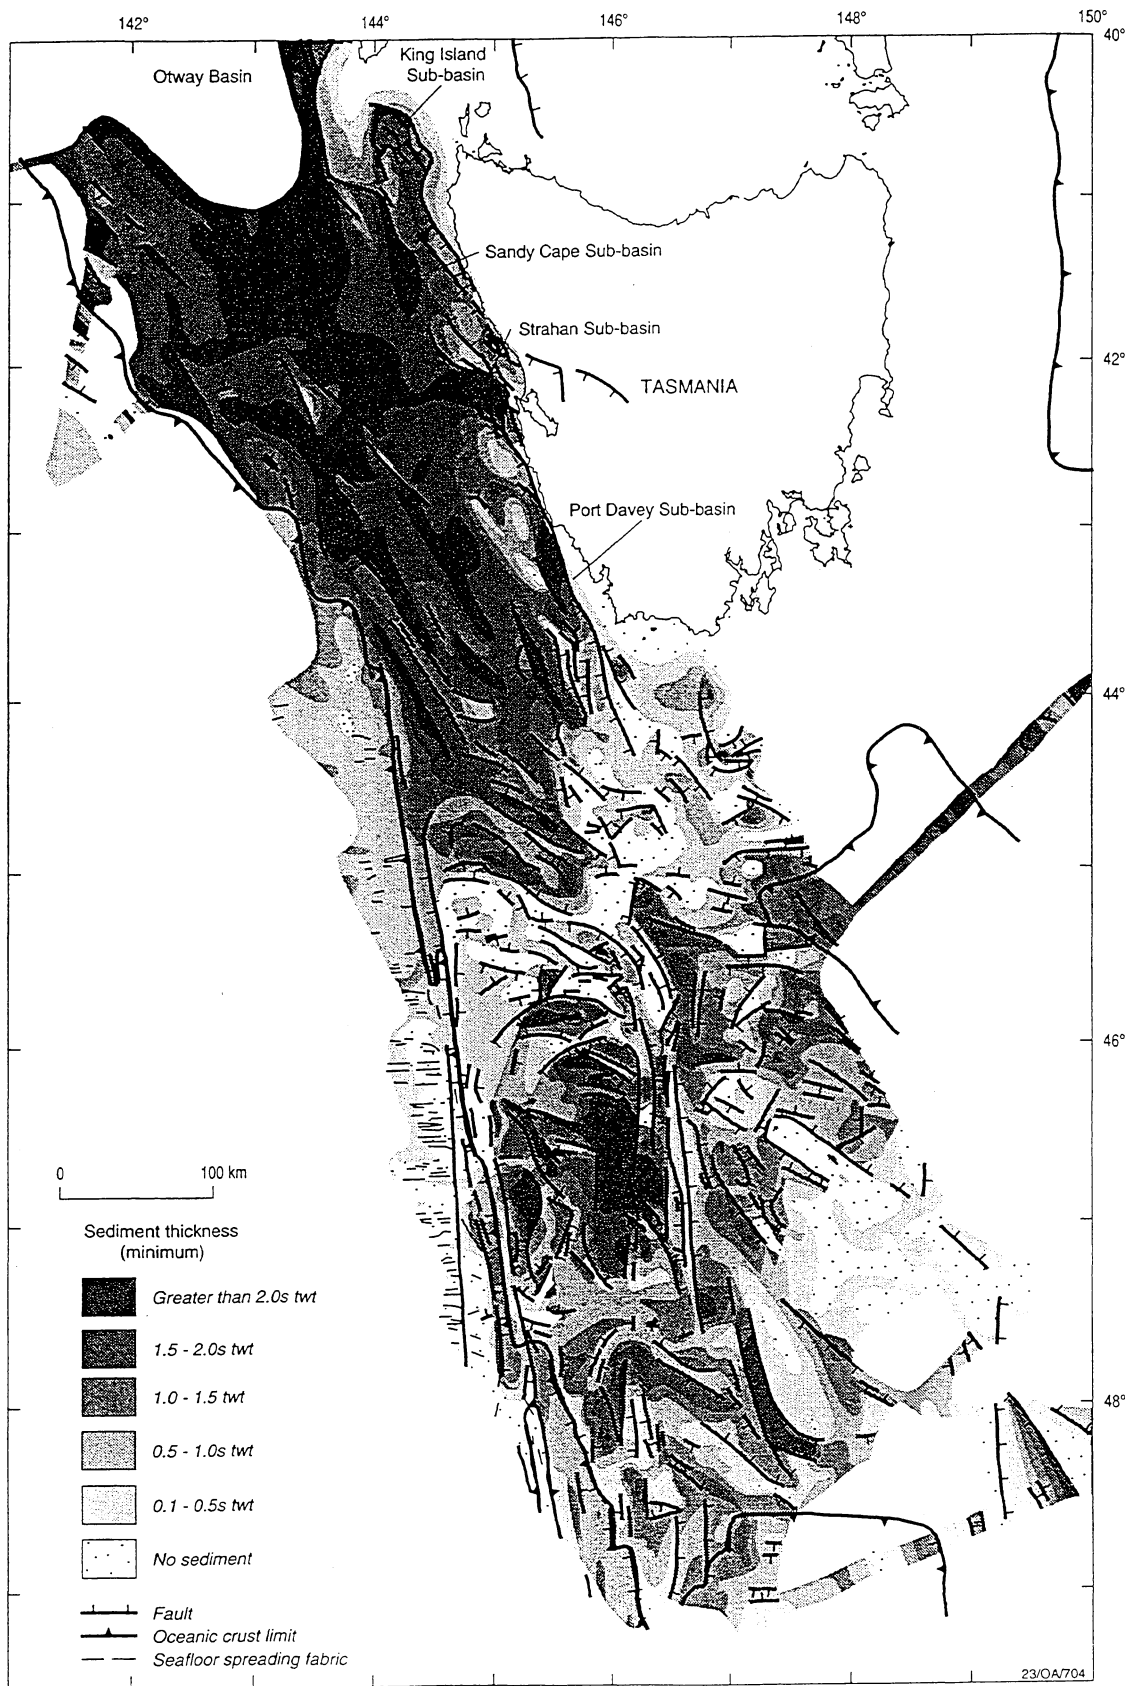 142°
144°
146°
148°
150°
40°
King Island
Sub-basin
Otway Basin
Sandy Cape Sub-basin
Strahan Sub-basin
42°
TASMANIA
Port Davey Sub-basin
44°
46°
0
100 km
Sediment thickness
(minimum)
Greater than 2.0s twt
1.5 - 2.0s twt
1.0 - 1.5 twt
48°
0.5 - 1.0s twt
0.1 - 0.5s twt
No sediment
Fault
Oceanic crust limit
Seafloor spreading fabric
23/OA/704